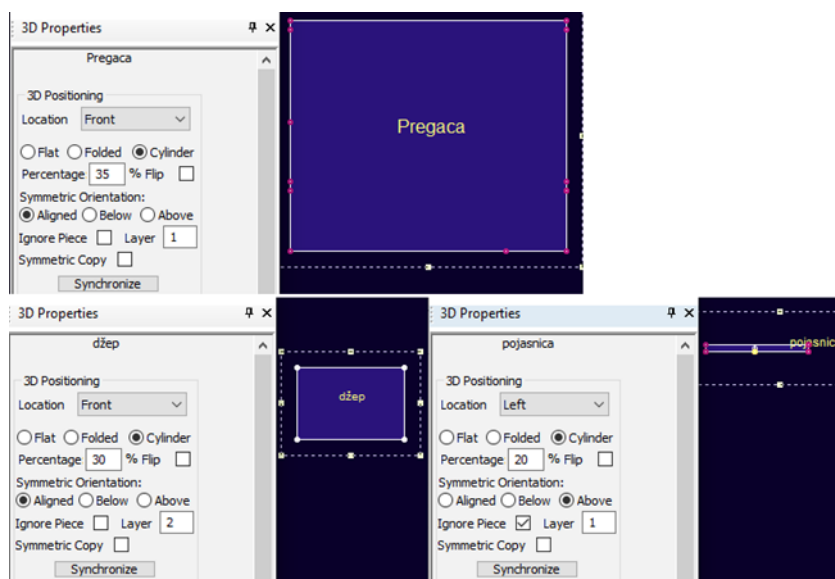 3D Properties
Pregaca
3D Positioning
Location Front
Flat Folded Cylinder
Percentage 35 % Flip
Symmetric Orientation:
Aligned Below Above
Ignore Piece Layer 1
Symmetric Copy
Synchronize
Pregaca
3D Properties
džep
3D Positioning
Location Front
Flat Folded Cylinder
Percentage 30 % Flip
Symmetric Orientation:
Aligned Below Above
Ignore Piece Layer 2
Symmetric Copy
Synchronize
džep
3D Properties
pojasnica
3D Positioning
Location Left
Flat Folded Cylinder
Percentage 20 % Flip
Symmetric Orientation:
Aligned Below Above
Ignore Piece Layer 1
Symmetric Copy
Synchronize
pojasnic